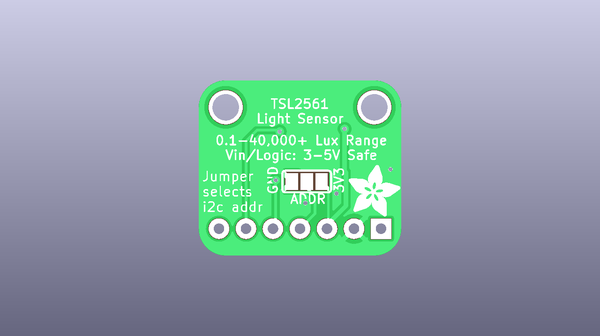 TSL2561
Light Sensor
0.1-40,000+ Lux Range
Vin/Logic: 3-5V Safe
Jumper
selects
i2c addr
GND
3V3
ADDR